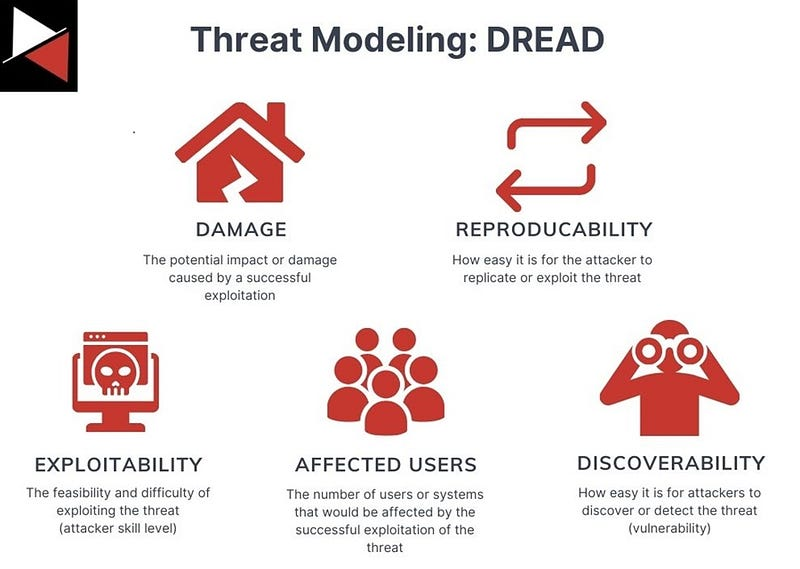 Threat Modeling: DREAD
DAMAGE
The potential impact or damage
caused by a successful
exploitation
REPRODUCABILITY
How easy it is for the attacker to
replicate or exploit the threat
EXPLOITABILITY
The feasibility and difficulty of
exploiting the threat
(attacker skill level)
AFFECTED USERS
The number of users or systems
that would be affected by the
successful exploitation of the
threat
DISCOVERABILITY
How easy it is for attackers to
discover or detect the threat
(vulnerability)